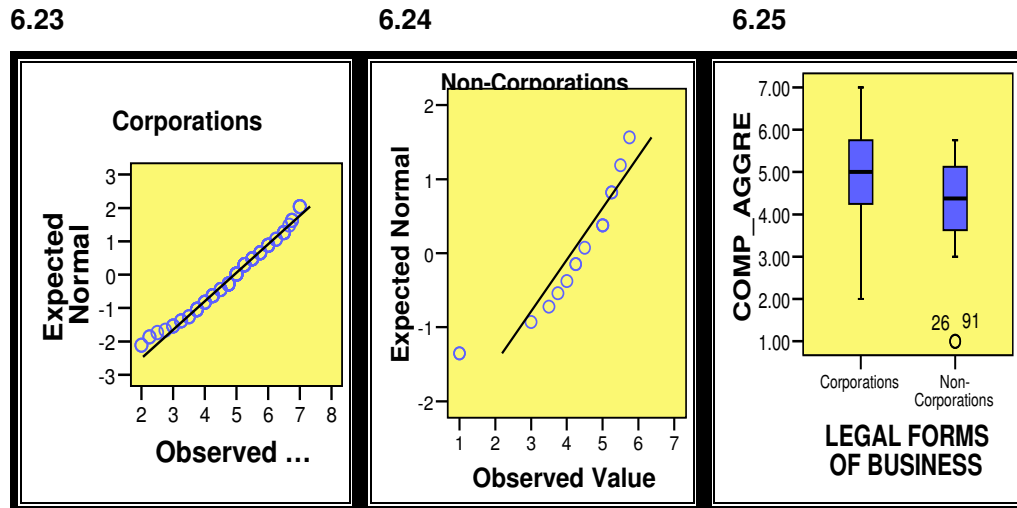 6.23
6.24
6.25
Corporations
Expected
Normal
3
2
1
0
-1
-2
-3
2 3 4 5 6 7 8
Observed ...
Non-Corporations
Expected Normal
2
1
0
-1
-2
1 2 3 4 5 6 7
Observed Value
COMP_AGGRE
7.00
6.00
5.00
4.00
3.00
2.00
1.00
26 91
Corporations
Non-
Corporations
LEGAL FORMS
OF BUSINESS